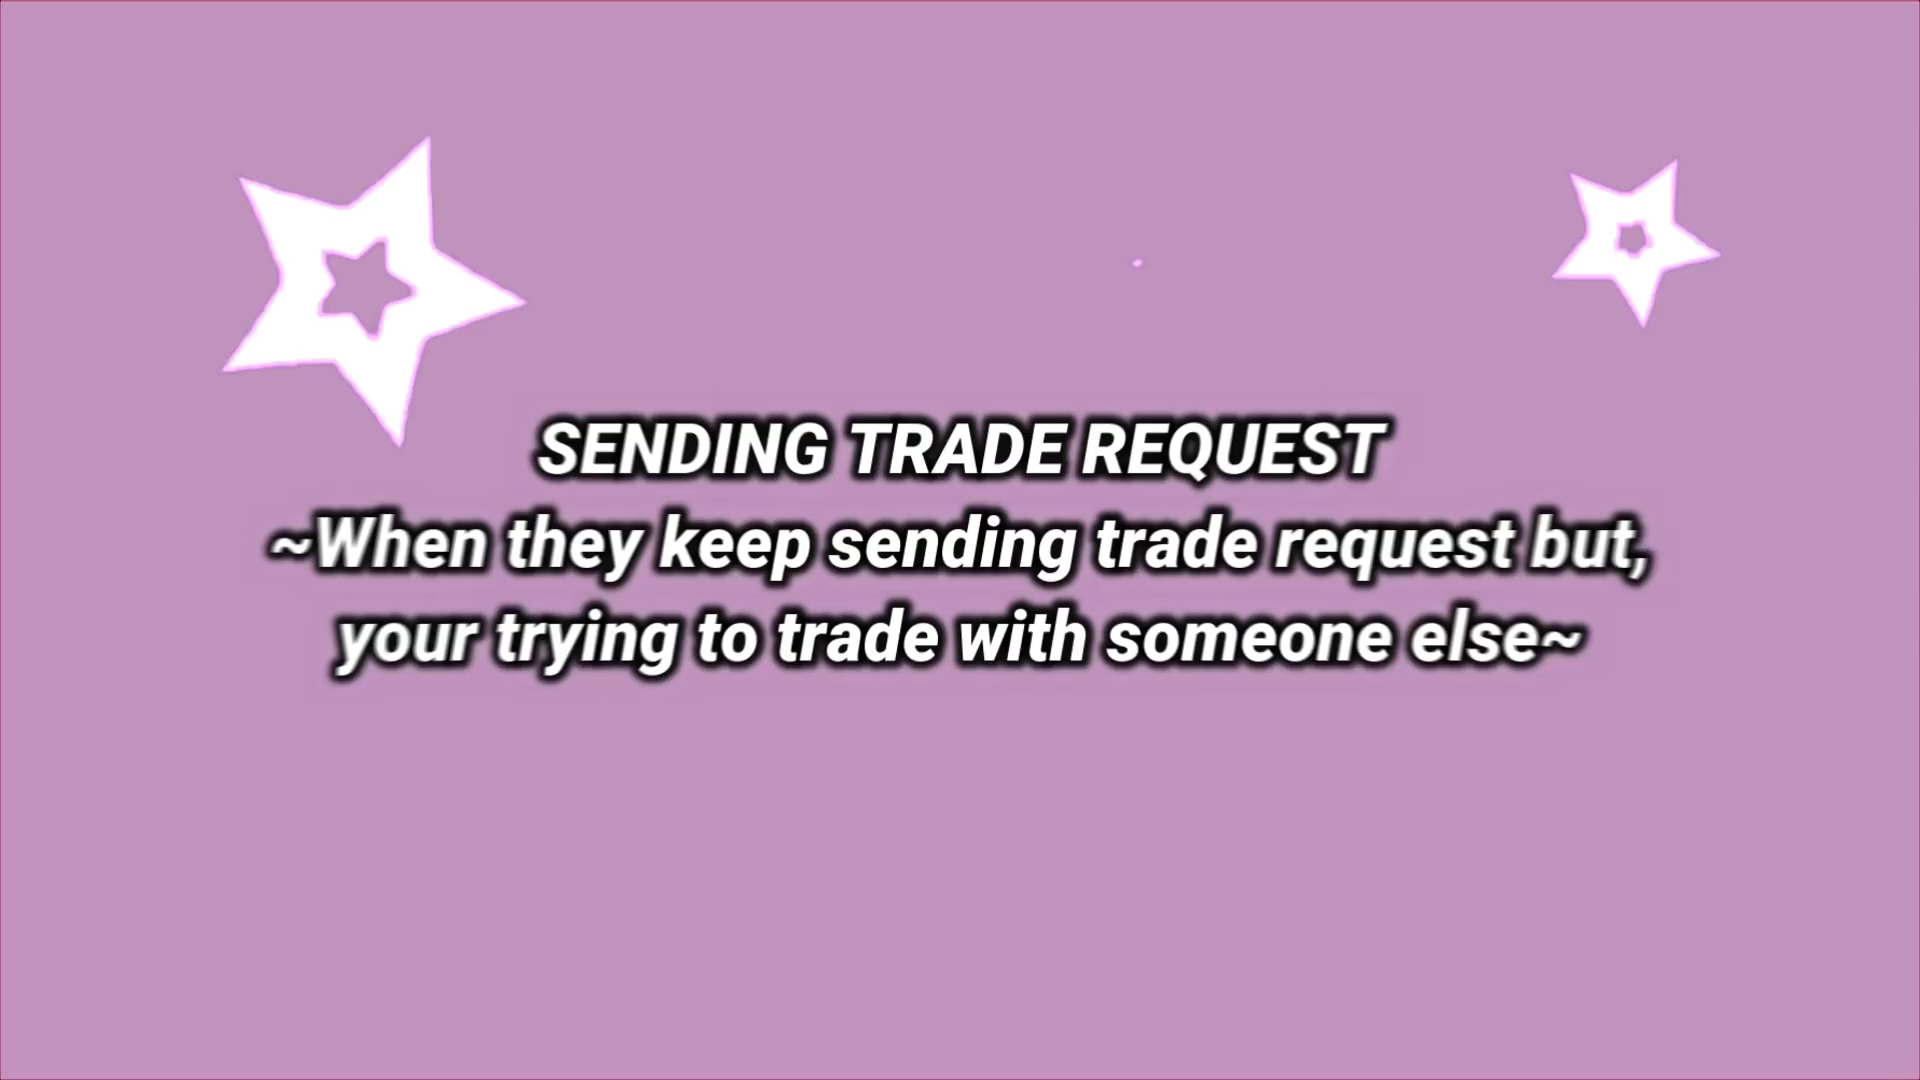 SENDING TRADE REQUEST
~When they keep sending trade request but,
your trying to trade with someone else~